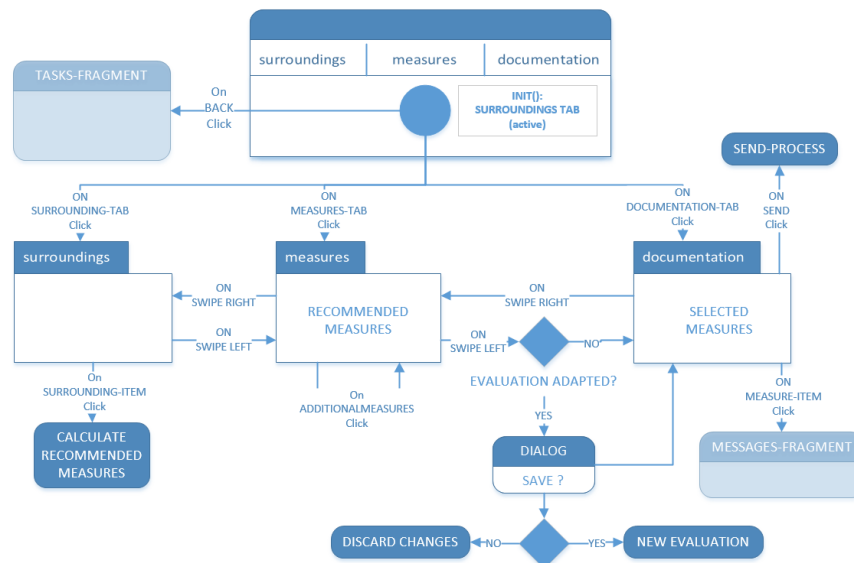 surroundings
measures
documentation
TASKS-FRAGMENT
On
BACK
Click
INIT():
SURROUNDINGS TAB
(active)
SEND-PROCESS
ON
SURROUNDING-TAB
Click
ON
MEASURES-TAB
Click
ON
DOCUMENTATION-TAB
Click
ON
SEND
Click
surroundings
measures
documentation
ON
SWIPE RIGHT
RECOMMENDED
MEASURES
ON
SWIPE RIGHT
SELECTED
MEASURES
ON
SWIPE LEFT
ON
SWIPE LEFT
NO
EVALUATION ADAPTED?
On
SURROUNDING-ITEM
Click
On
ADDITIONALMEASURES
Click
ON
MEASURE-ITEM
Click
YES
CALCULATE
RECOMMENDED
MEASURES
DIALOG
SAVE ?
MESSAGES-FRAGMENT
DISCARD CHANGES
NO
YES
NEW EVALUATION